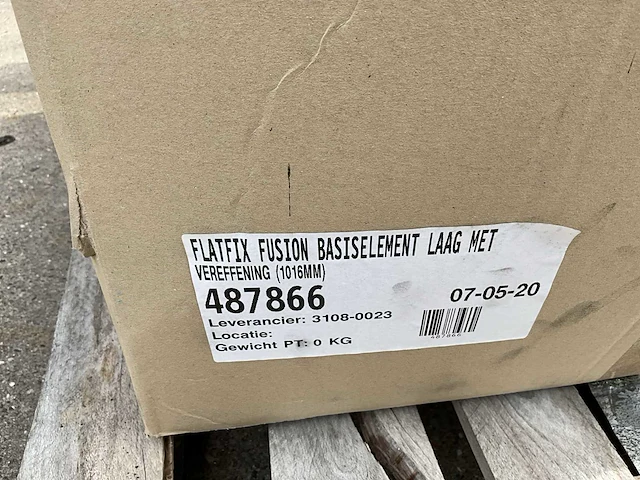 FLATFIX FUSION BASISELEMENT LAAG MET
VEREFFENING (1016MM)
487866
07-05-20
Leverancier: 3108-0023
Locatie:
Gewicht PT: 0 KG
487866